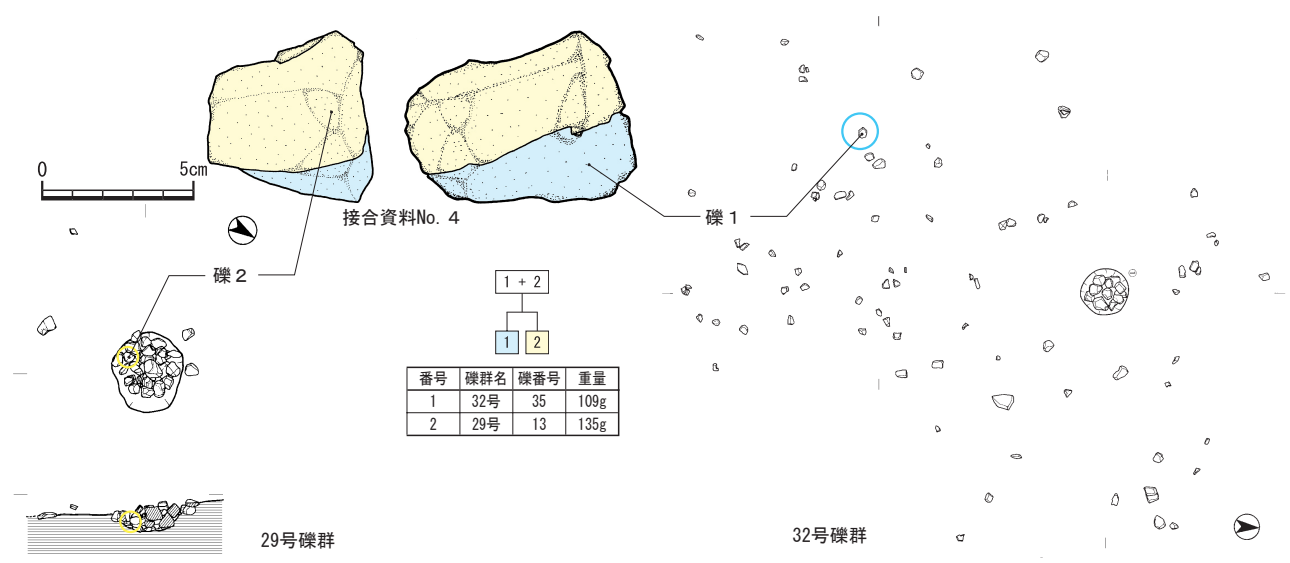 0
5cm
接合資料No. 4
礫1
礫2
1 + 2
1
2
番号 礫群名 礫番号 重量
1 32号 35 109g
2 29号 13 135g
29号礫群
32号礫群